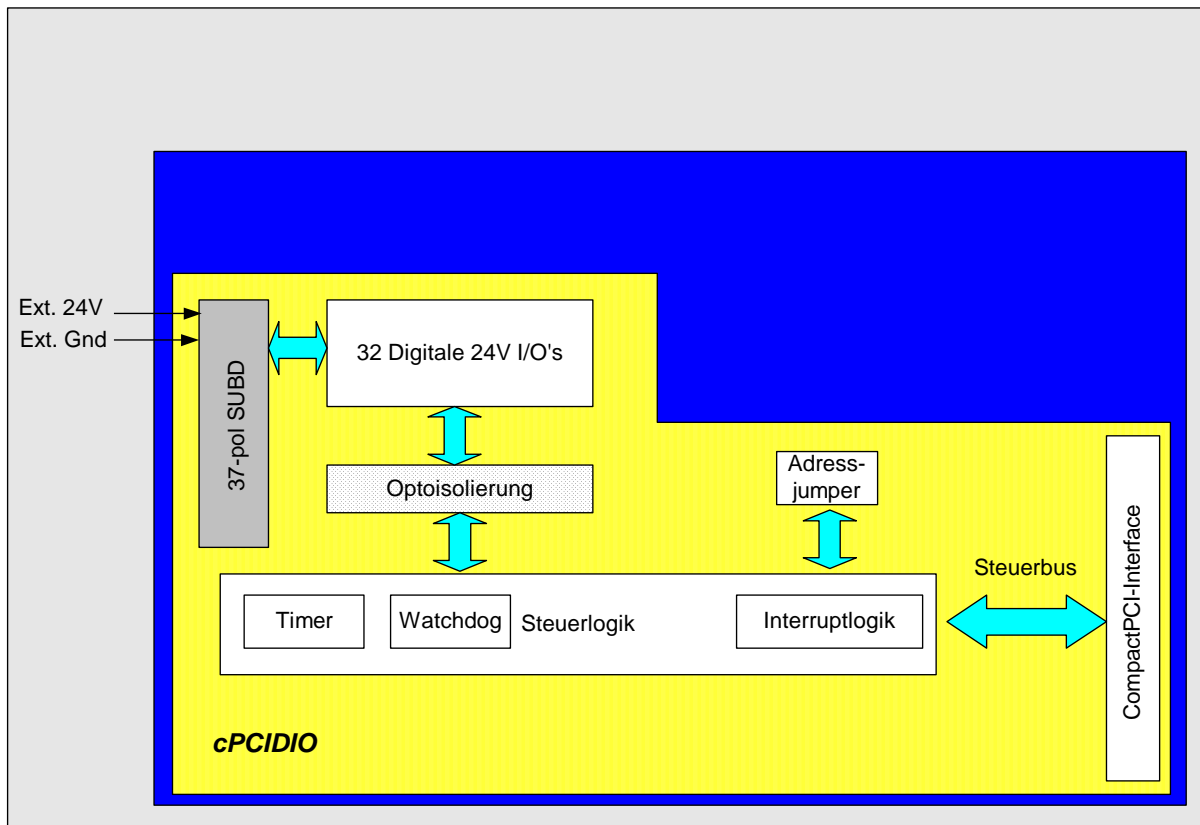 Ext. 24V
Ext. Gnd
37-pol SUBD
32 Digitale 24V I/O's
Optoisolierung
Adress-
jumper
Steuerbus
CompactPCI-Interface
Timer
Watchdog
Steuerlogik
Interruptlogik
cPCIDIO